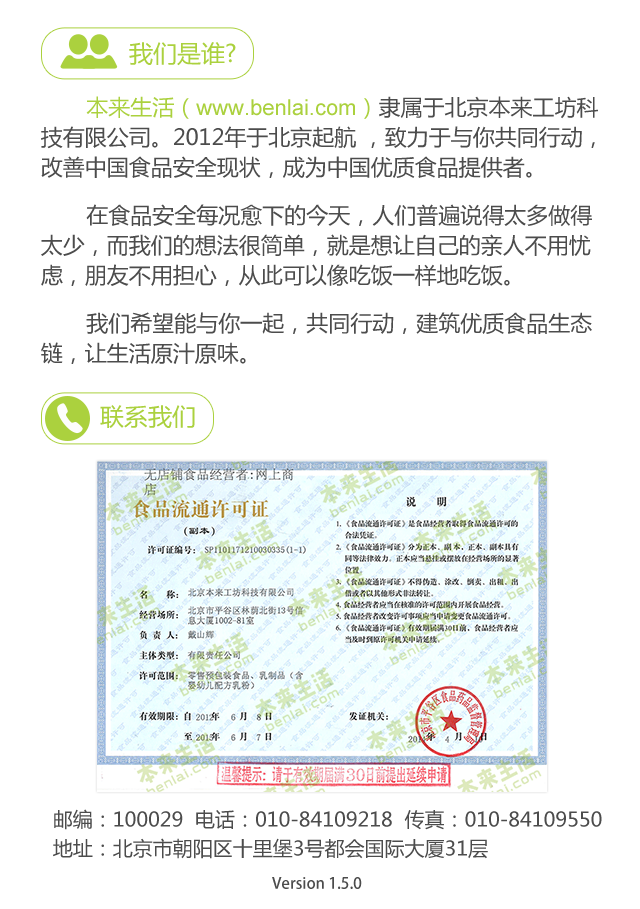 我们是谁?
本来生活（www.benlai.com）隶属于北京本来工坊科
技有限公司。2012年于北京起航 ，致力于与你共同行动，
改善中国食品安全现状，成为中国优质食品提供者。
在食品安全每况愈下的今天，人们普遍说得太多做得
太少，而我们的想法很简单，就是想让自己的亲人不用忧
虑，朋友不用担心，从此可以像吃饭一样地吃饭。
我们希望能与你一起，共同行动，建筑优质食品生态
链，让生活原汁原味。
联系我们
无店铺食品经营者:网上商
店
食品流通许可证
(副本)
许可证编号: SP1101171210030335(1-1)
名 称: 北京本来工坊科技有限公司
经营场所: 北京市平谷区林荫北街13号信
息大厦1002-81室
负 责 人: 戴山辉
主体类型: 有限责任公司
许可范围: 零售预包装食品、乳制品（含
婴幼儿配方乳粉）
有效期限: 自 2012年 6 月 8 日
至 2015年 6 月 7 日
说 明
1.《食品流通许可证》是食品经营者取得食品流通许可的
合法凭证.
2.《食品流通许可证》分为正本、副 本，正本、副本具有
同等法律效力。正本应当悬挂或摆放在经营场所的显著
位置。
3.《食品流通许可证》不得伪造、涂改、倒卖、出租、出
借或者以其他形式非法转让。
4.食品经营者应当在核准的许可范围内开展食品经营。
5.食品经营者改变许可事项应当申请变更食品流通许可。
6.《食品流通许可证》有效期届满30日前，食品经营者应
当及时到原许可机关申请延续。
发证机关:
北京市平谷区食品药品监督管理局
年 4 月 日
温馨提示：请于有效期届满30日前提出延续申请
本来生活
benlai.com
邮编：100029 电话：010-84109218 传真：010-84109550
地址：北京市朝阳区十里堡3号都会国际大厦31层
Version 1.5.0